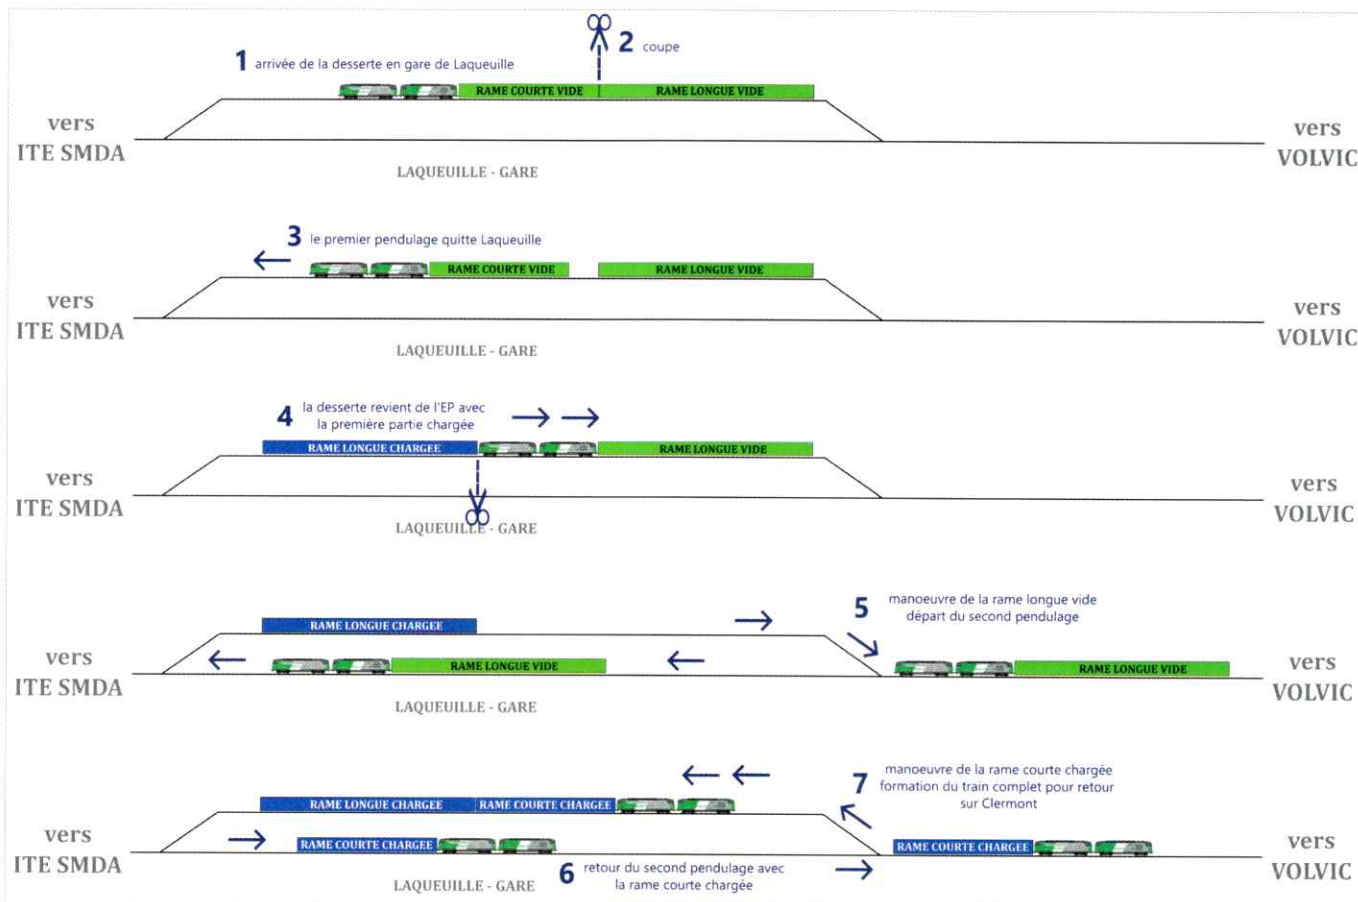 1 arrivée de la desserte en gare de Laqueuille
2 coupe
RAME COURTE VIDE
RAME LONGUE VIDE
vers
ITE SMDA
vers
VOLVIC
LAQUEUILLE - GARE
3 le premier pendulage quitte Laqueuille
RAME COURTE VIDE
RAME LONGUE VIDE
vers
ITE SMDA
vers
VOLVIC
LAQUEUILLE - GARE
4 la desserte revient de l'EP avec
la première partie chargée
RAME LONGUE CHARGEE
RAME LONGUE VIDE
vers
ITE SMDA
vers
VOLVIC
LAQUEUILLE - GARE
5 manoeuvre de la rame longue vide
départ du second pendulage
RAME LONGUE CHARGEE
RAME LONGUE VIDE
RAME LONGUE VIDE
vers
ITE SMDA
vers
VOLVIC
LAQUEUILLE - GARE
7 manoeuvre de la rame courte chargée
formation du train complet pour retour
sur Clermont
RAME LONGUE CHARGEE
RAME COURTE CHARGEE
RAME COURTE CHARGEE
RAME COURTE CHARGEE
vers
ITE SMDA
vers
VOLVIC
6 retour du second pendulage avec
la rame courte chargée
LAQUEUILLE - GARE